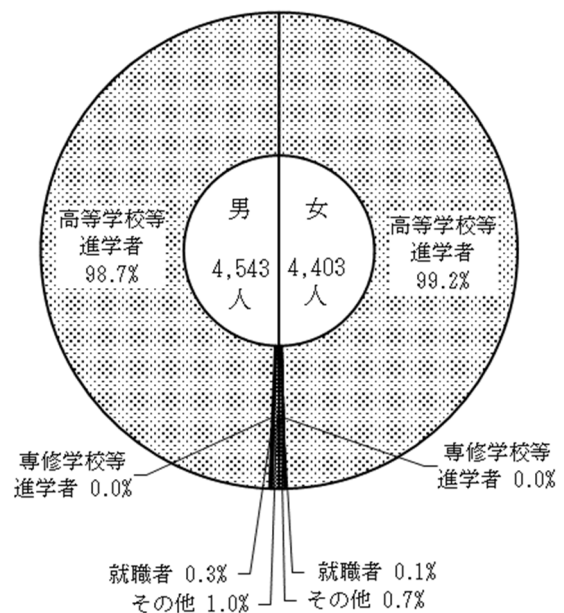 男
4,543
人
女
4,403
人
高等学校等
進学者
98.7%
高等学校等
進学者
99.2%
専修学校等
進学者 0.0%
専修学校等
進学者 0.0%
就職者 0.3%
就職者 0.1%
その他 1.0%
その他 0.7%